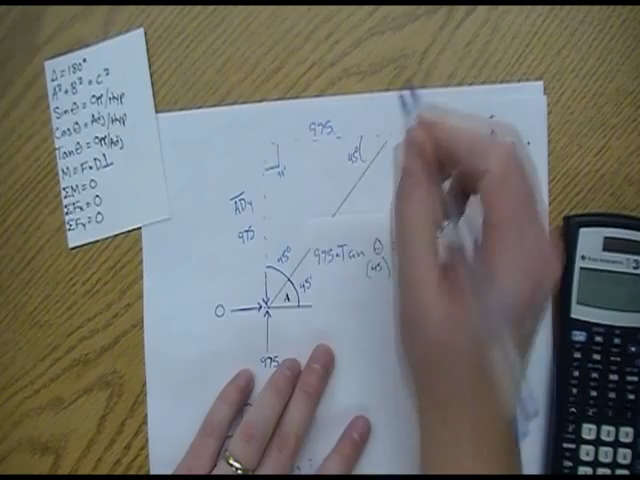 Δ = 180°
A² + B² = C²
Sin θ = Opp/Hyp
Cos θ = Adj/Hyp
Tan θ = Opp/Adj
M = F·D⊥
ΣM = 0
ΣFx = 0
ΣFy = 0
975
45°
ADy
975
45°
975·Tan θ
(45)
45°
A
0
975